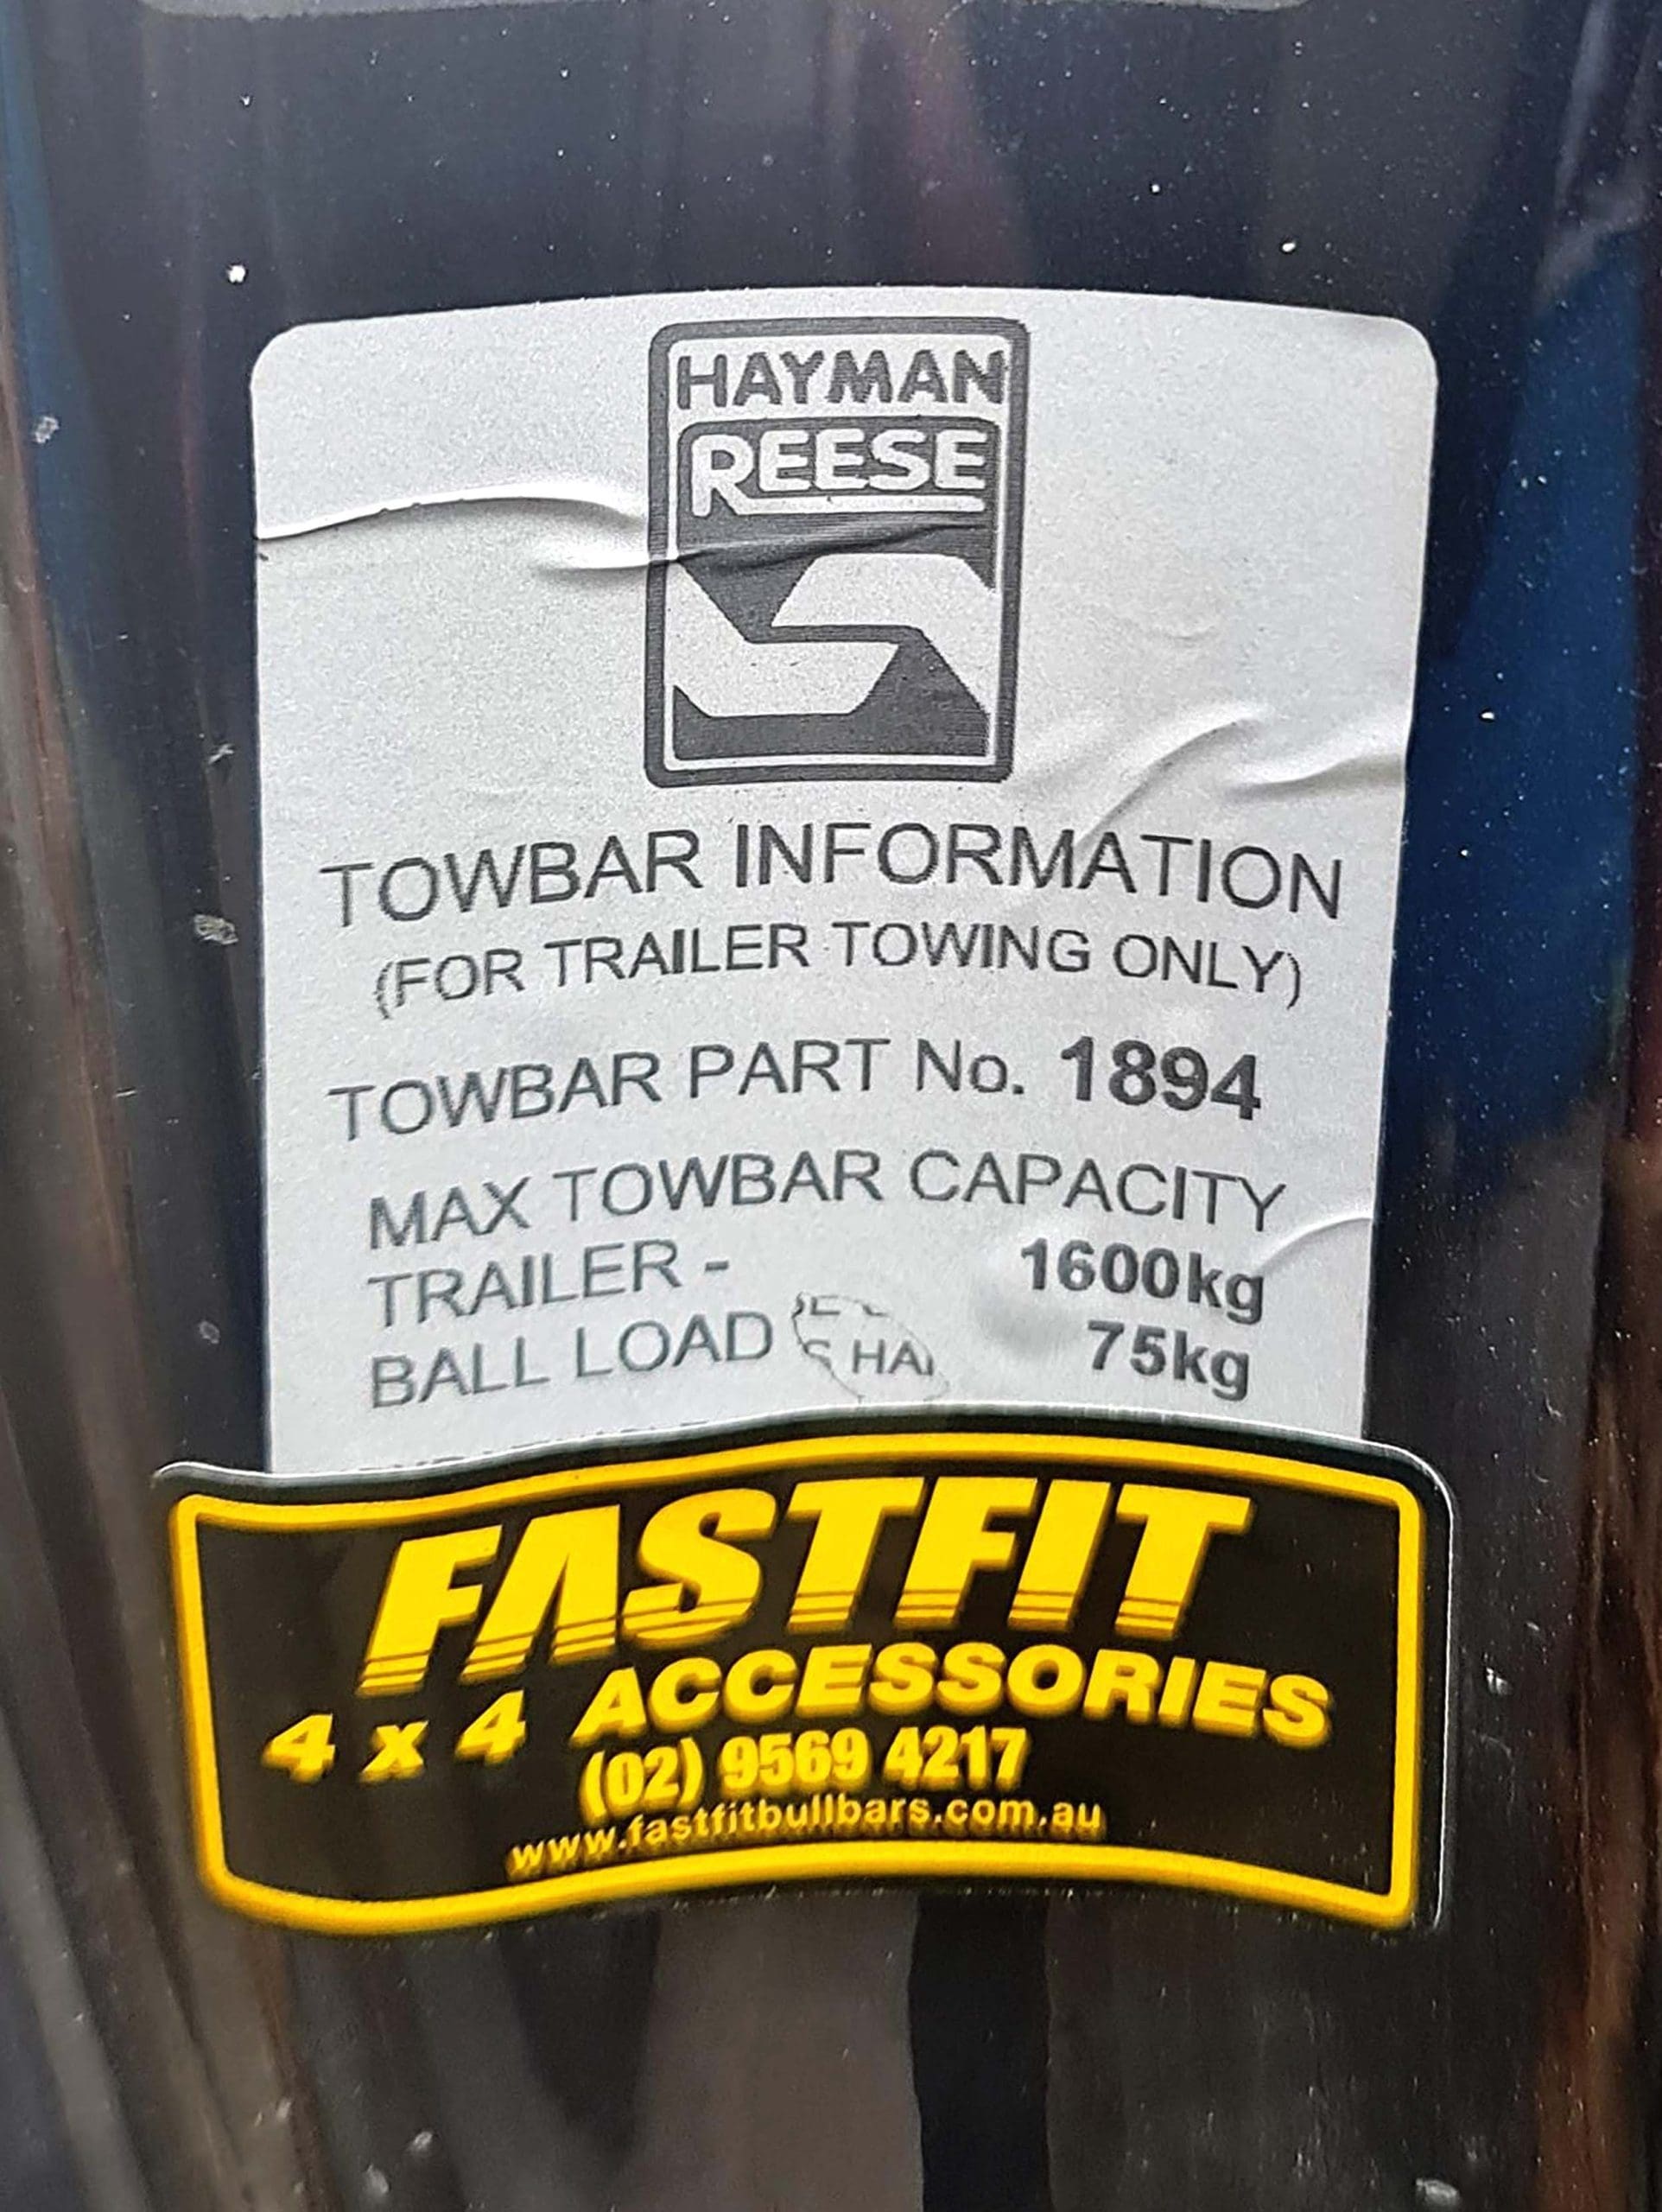 HAYMAN
REESE
TOWBAR INFORMATION
(FOR TRAILER TOWING ONLY)
TOWBAR PART No. 1894
MAX TOWBAR CAPACITY
TRAILER - 1600kg
BALL LOAD 75kg
FASTFIT
4 x 4 ACCESSORIES
(02) 9569 4217
www.fastfitbullbars.com.au